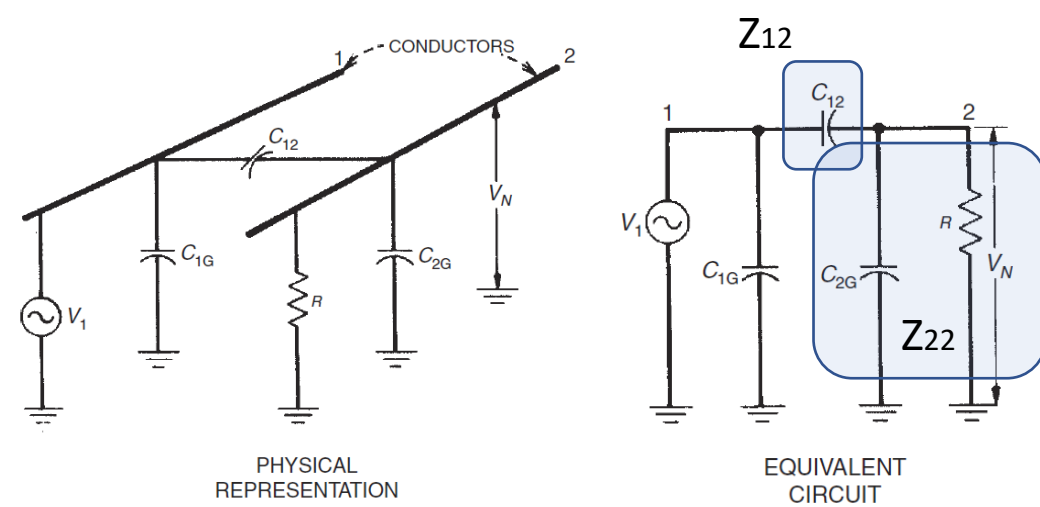 1
CONDUCTORS
2
C12
VN
C1G
C2G
R
V1
PHYSICAL
REPRESENTATION
Z12
C12
1
2
V1
R
C1G
C2G
VN
Z22
EQUIVALENT
CIRCUIT